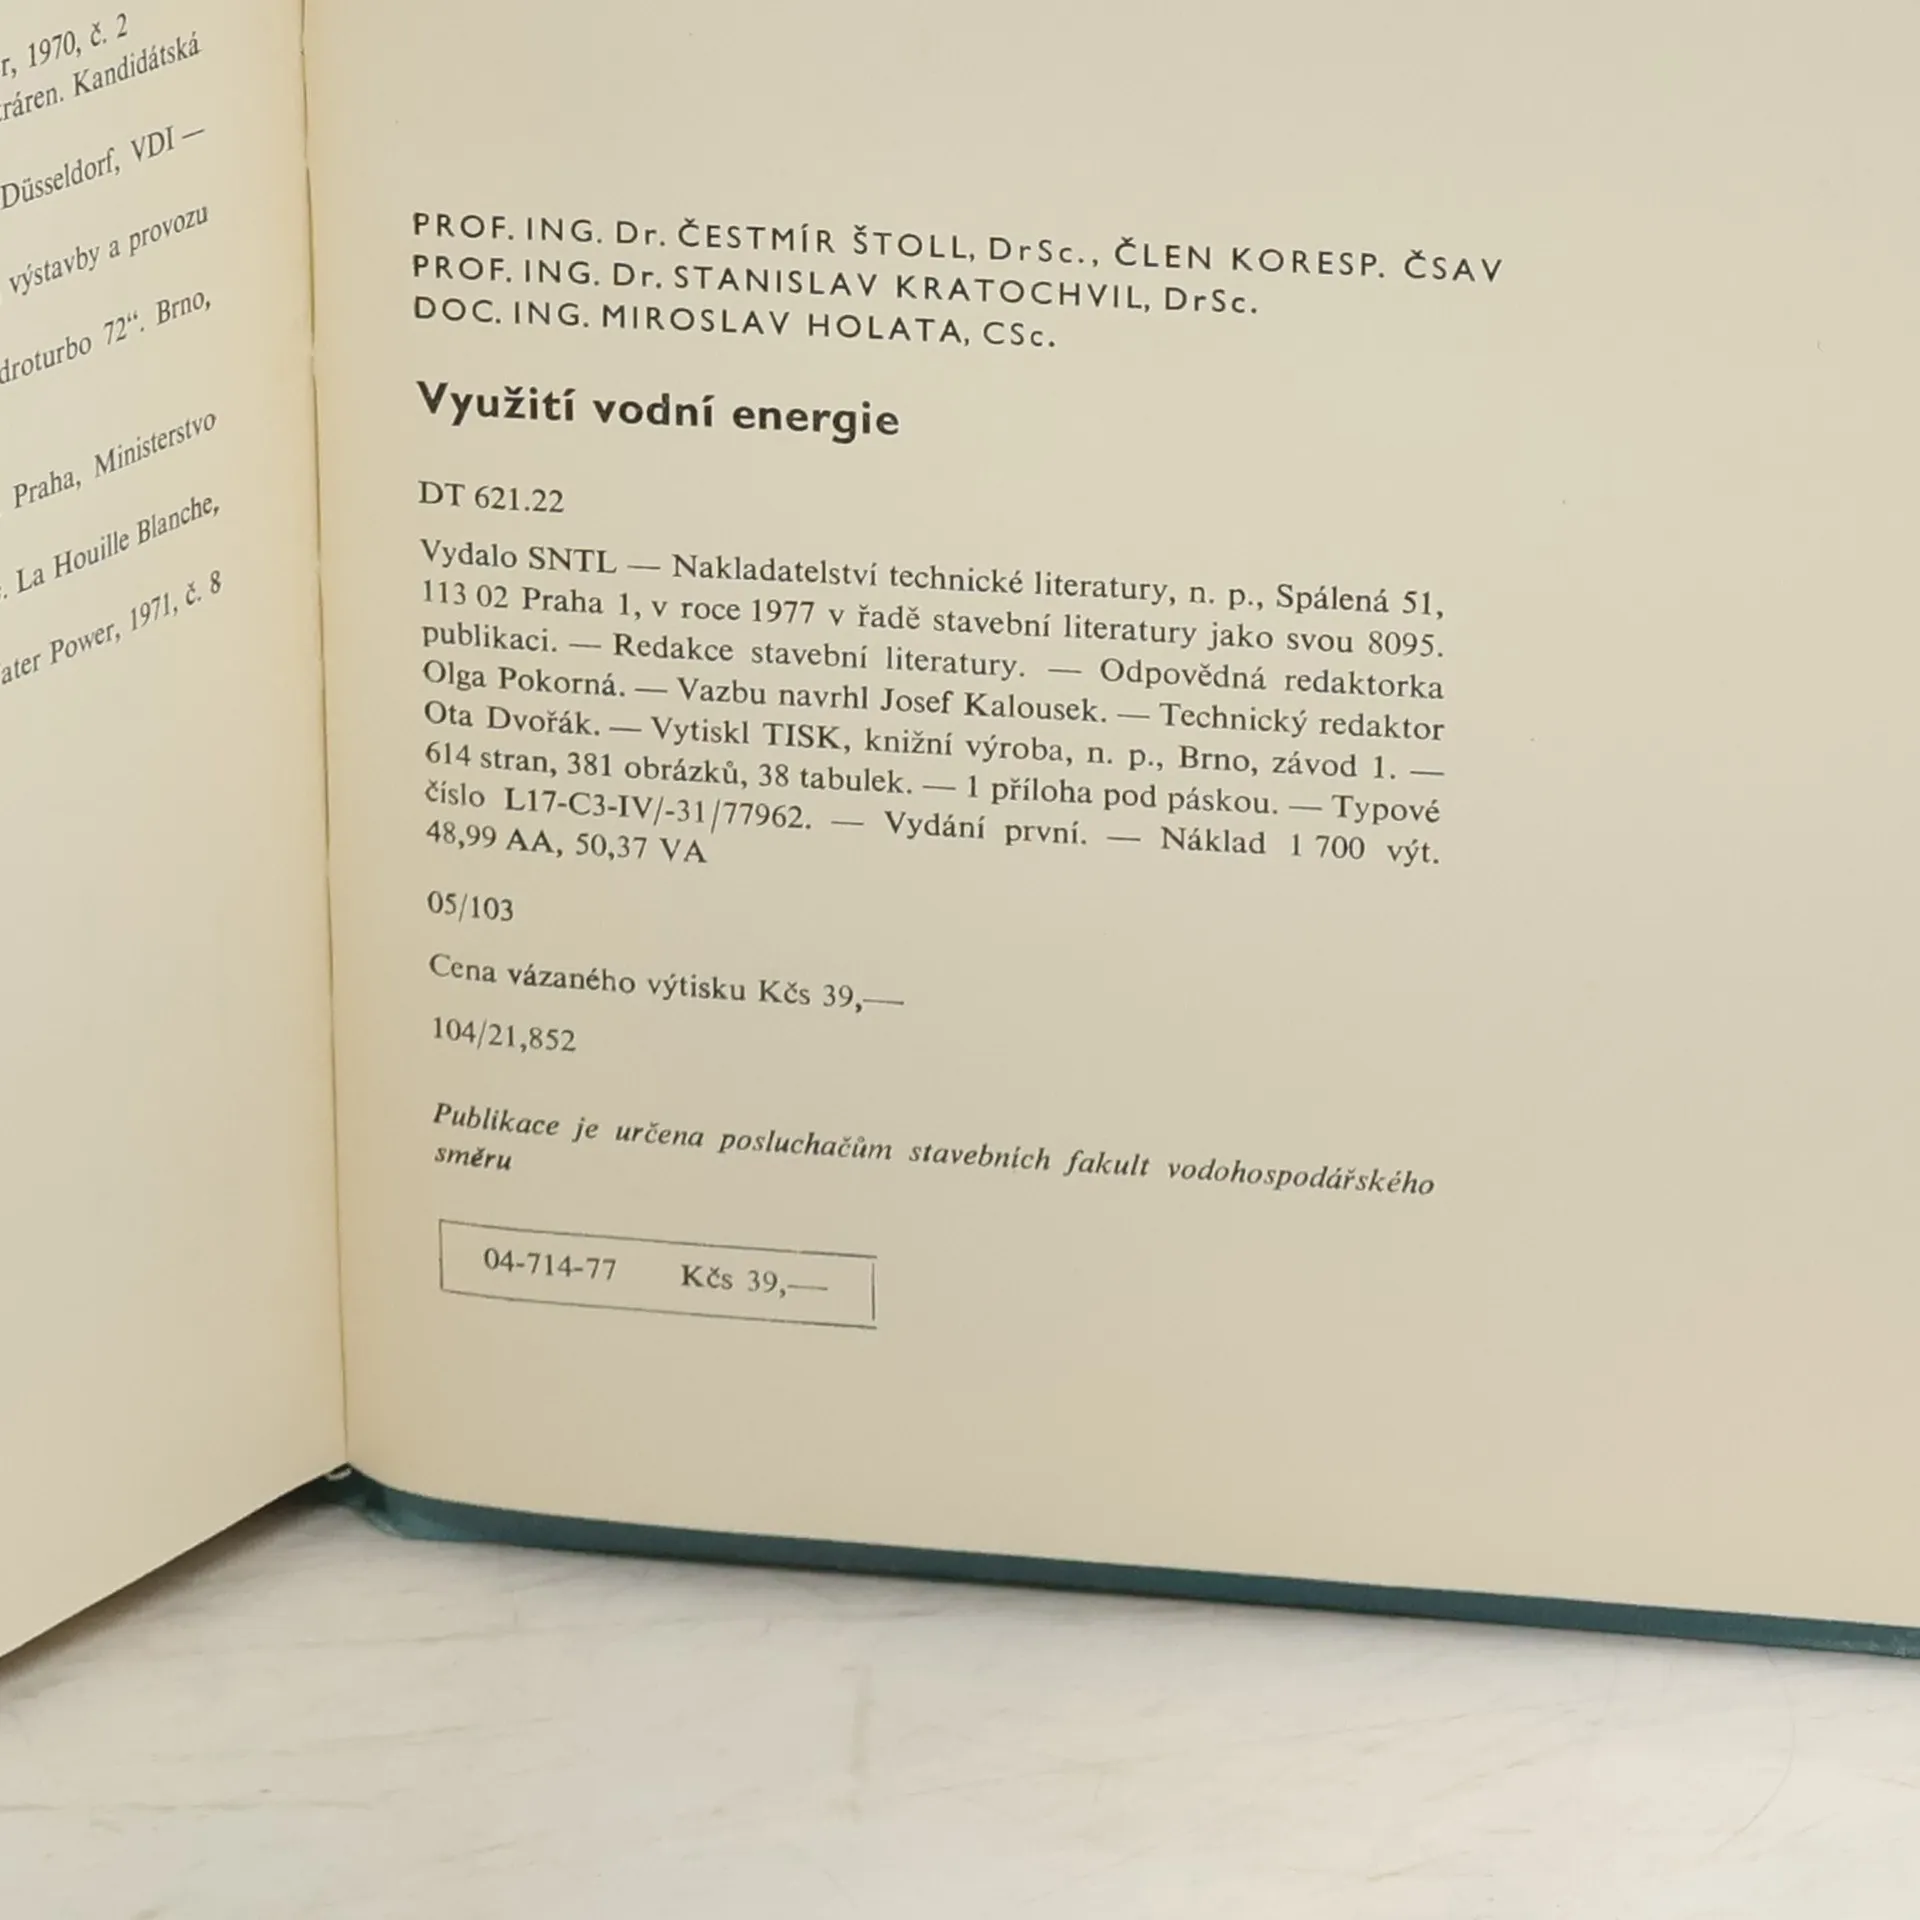 r, 1970, č. 2
tráren. Kandidátská
Düsseldorf, VDI —
výstavby a provozu
droturbo 72“. Brno,
Praha, Ministerstvo
. La Houille Blanche,
ater Power, 1971, č. 8
PROF. ING. Dr. ČESTMÍR ŠTOLL, DrSc., ČLEN KORESP. ČSAV
PROF. ING. Dr. STANISLAV KRATOCHVIL, DrSc.
DOC. ING. MIROSLAV HOLATA, CSc.
Využití vodní energie
DT 621.22
Vydalo SNTL — Nakladatelství technické literatury, n. p., Spálená 51,
113 02 Praha 1, v roce 1977 v řadě stavební literatury jako svou 8095.
publikaci. — Redakce stavební literatury. — Odpovědná redaktorka
Olga Pokorná. — Vazbu navrhl Josef Kalousek. — Technický redaktor
Ota Dvořák. — Vytiskl TISK, knižní výroba, n. p., Brno, závod 1. —
614 stran, 381 obrázků, 38 tabulek. — 1 příloha pod páskou. — Typové
číslo L17-C3-IV/-31/77962. — Vydání první. — Náklad 1 700 výt.
48,99 AA, 50,37 VA
05/103
Cena vázaného výtisku Kčs 39,—
104/21,852
Publikace je určena posluchačům stavebních fakult vodohospodářského
směru
04-714-77 Kčs 39,—